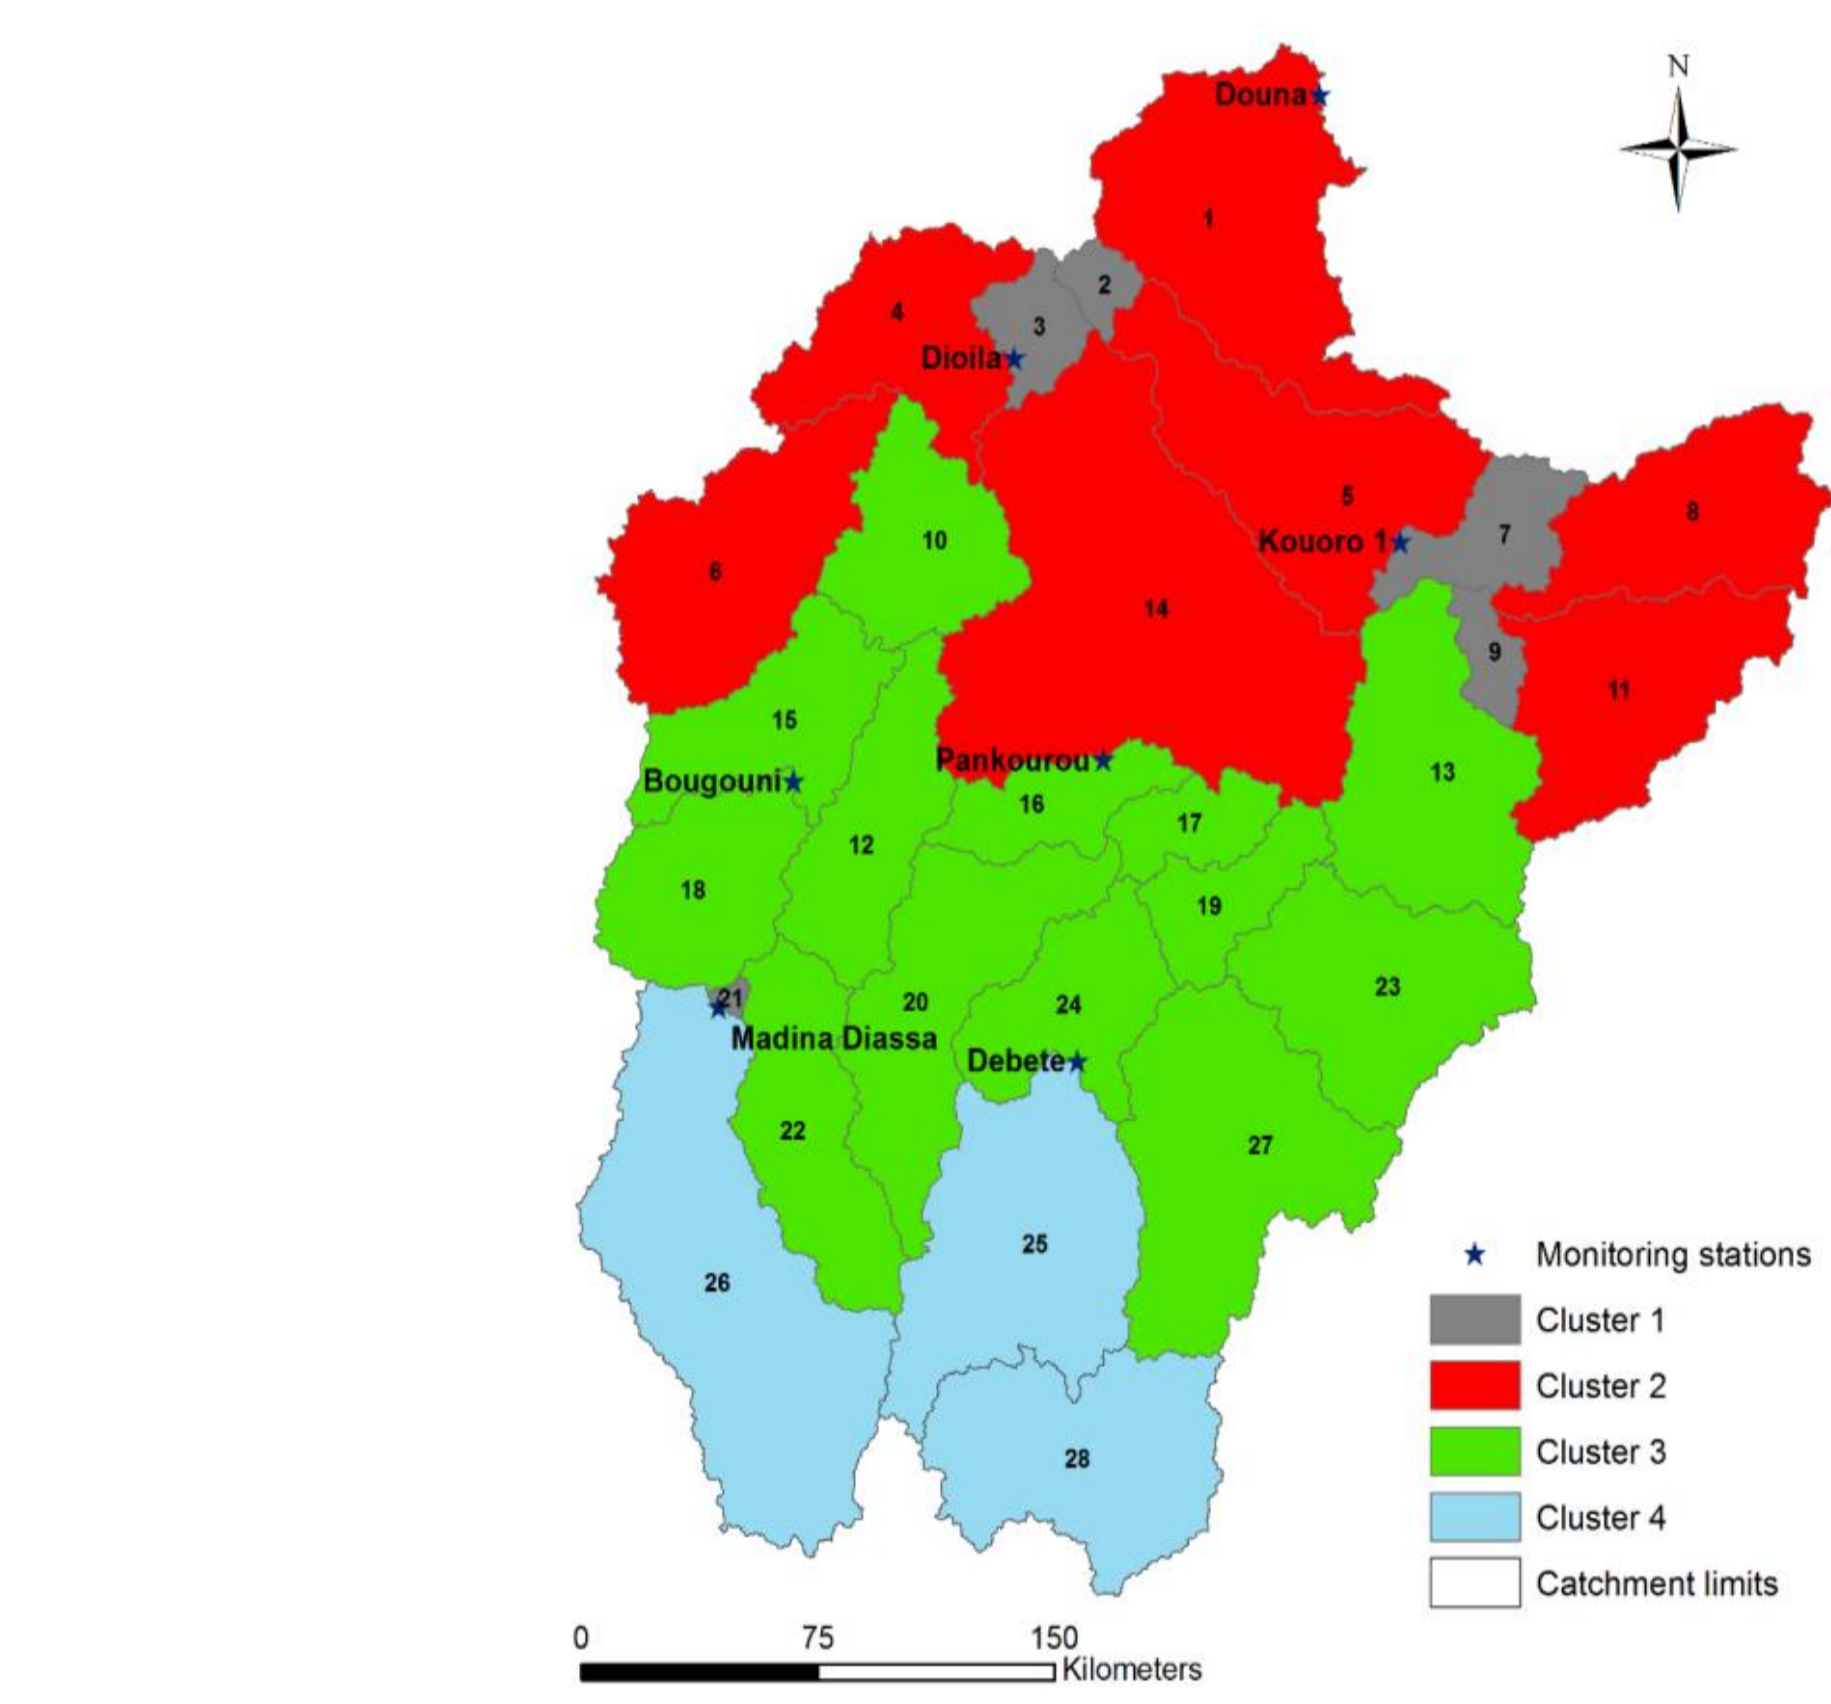 N
Douna
1
2
4
3
Dioila
5
8
7
Kouoro 1
10
6
14
9
11
15
Pankourou
13
Bougouni
16
17
12
18
19
23
21
20
24
Madina Diassa
Debete
22
27
25
26
28
Monitoring stations
Cluster 1
Cluster 2
Cluster 3
Cluster 4
Catchment limits
0 75 150
Kilometers